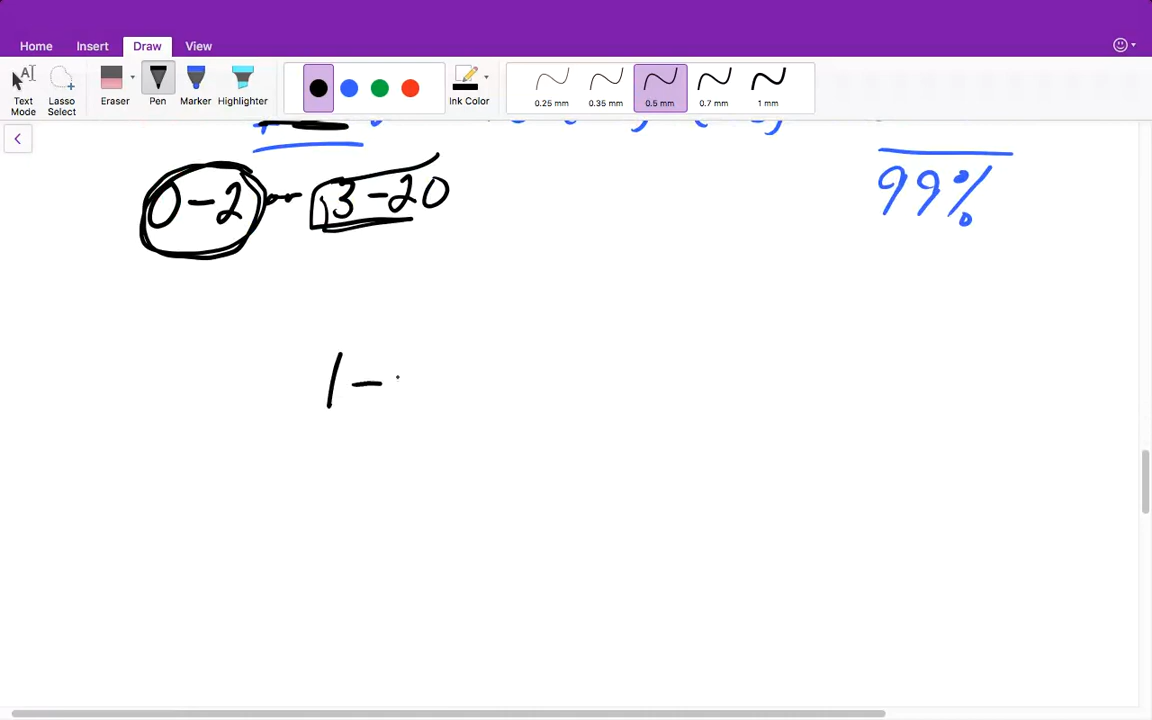 Home Insert Draw View
Text Mode Lasso Select Eraser Pen Marker Highlighter Ink Color 0.25 mm 0.35 mm 0.5 mm 0.7 mm 1 mm
0-2 or 3-20
99%
1-